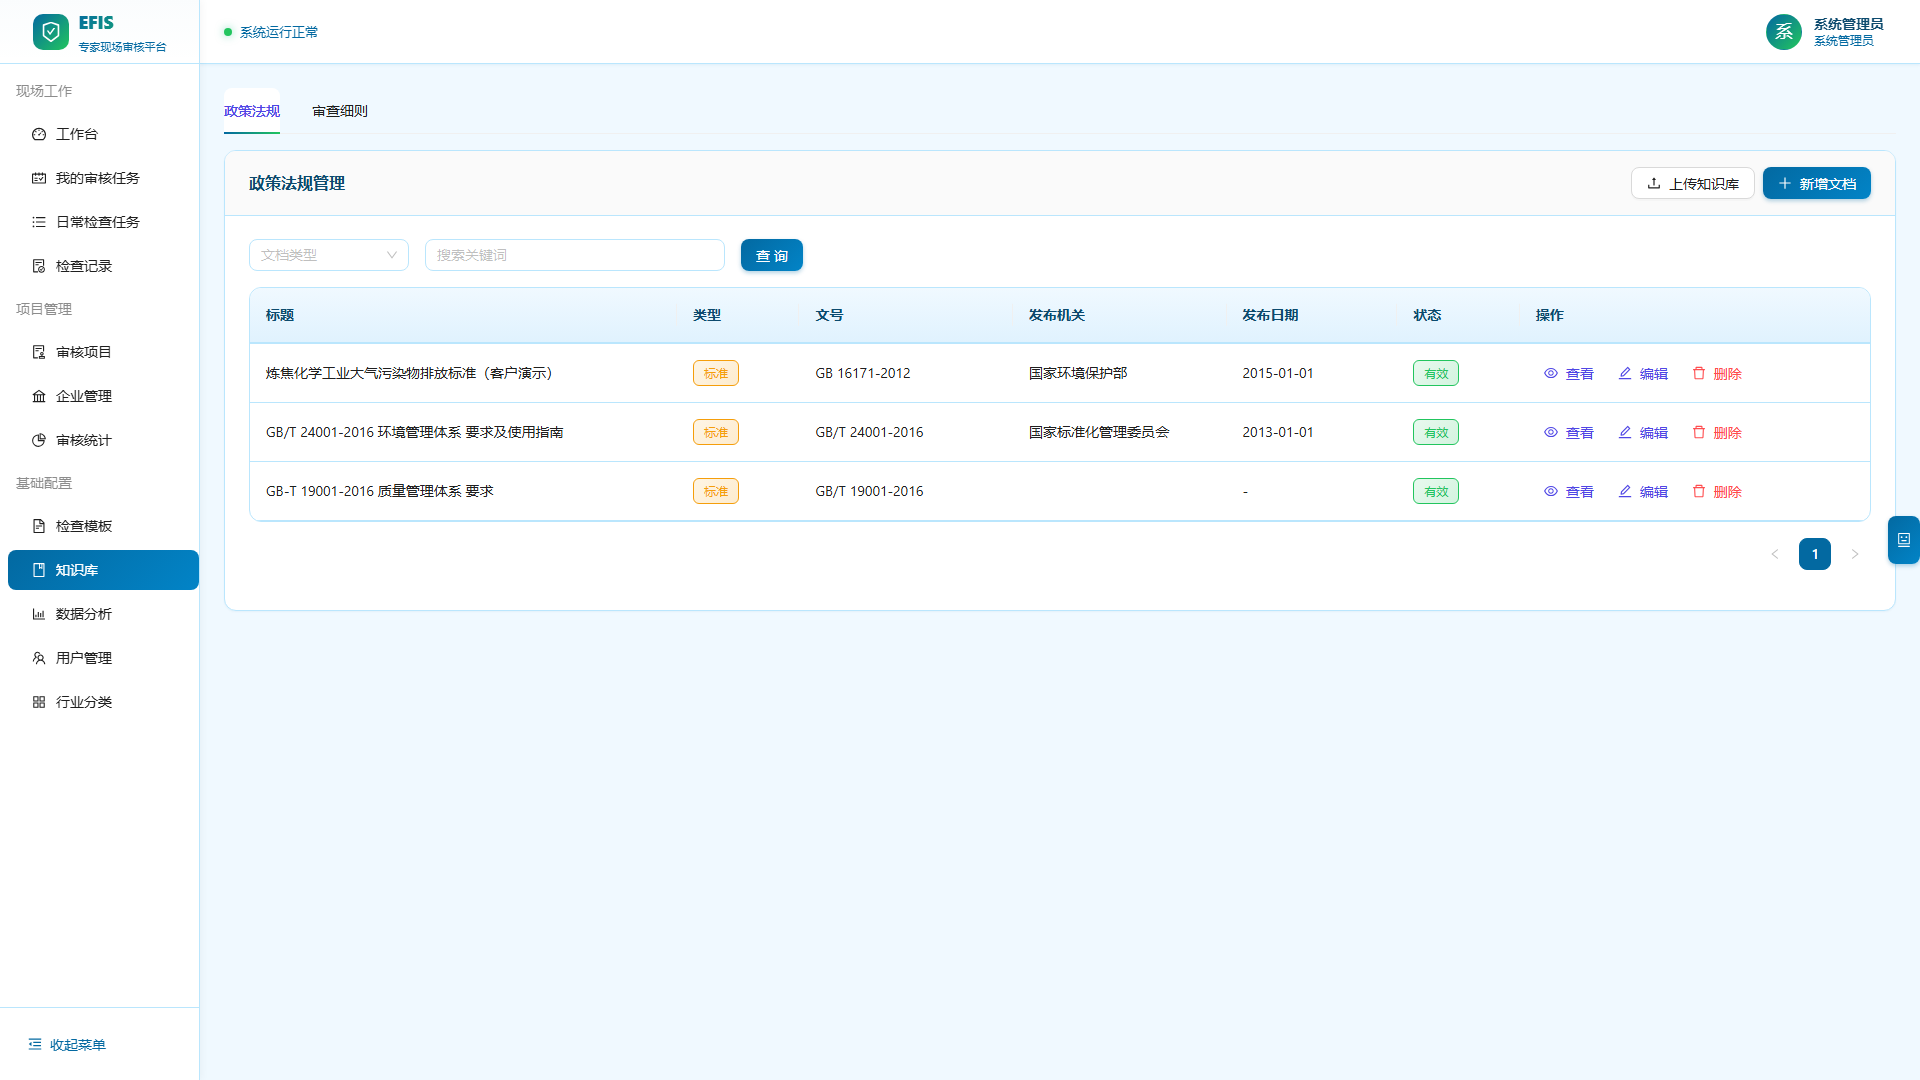 EFIS
专家现场审核平台
系统运行正常
系
系统管理员
系统管理员
现场工作
工作台
我的审核任务
日常检查任务
检查记录
项目管理
审核项目
企业管理
审核统计
基础配置
检查模板
知识库
数据分析
用户管理
行业分类
收起菜单
政策法规 审查细则
政策法规管理
上传知识库 新增文档
文档类型 搜索关键词 查 询
标题 类型 文号 发布机关 发布日期 状态 操作
炼焦化学工业大气污染物排放标准（客户演示） 标准 GB 16171-2012 国家环境保护部 2015-01-01 有效 查看 编辑 删除
GB/T 24001-2016 环境管理体系 要求及使用指南 标准 GB/T 24001-2016 国家标准化管理委员会 2013-01-01 有效 查看 编辑 删除
GB-T 19001-2016 质量管理体系 要求 标准 GB/T 19001-2016 - 有效 查看 编辑 删除
1